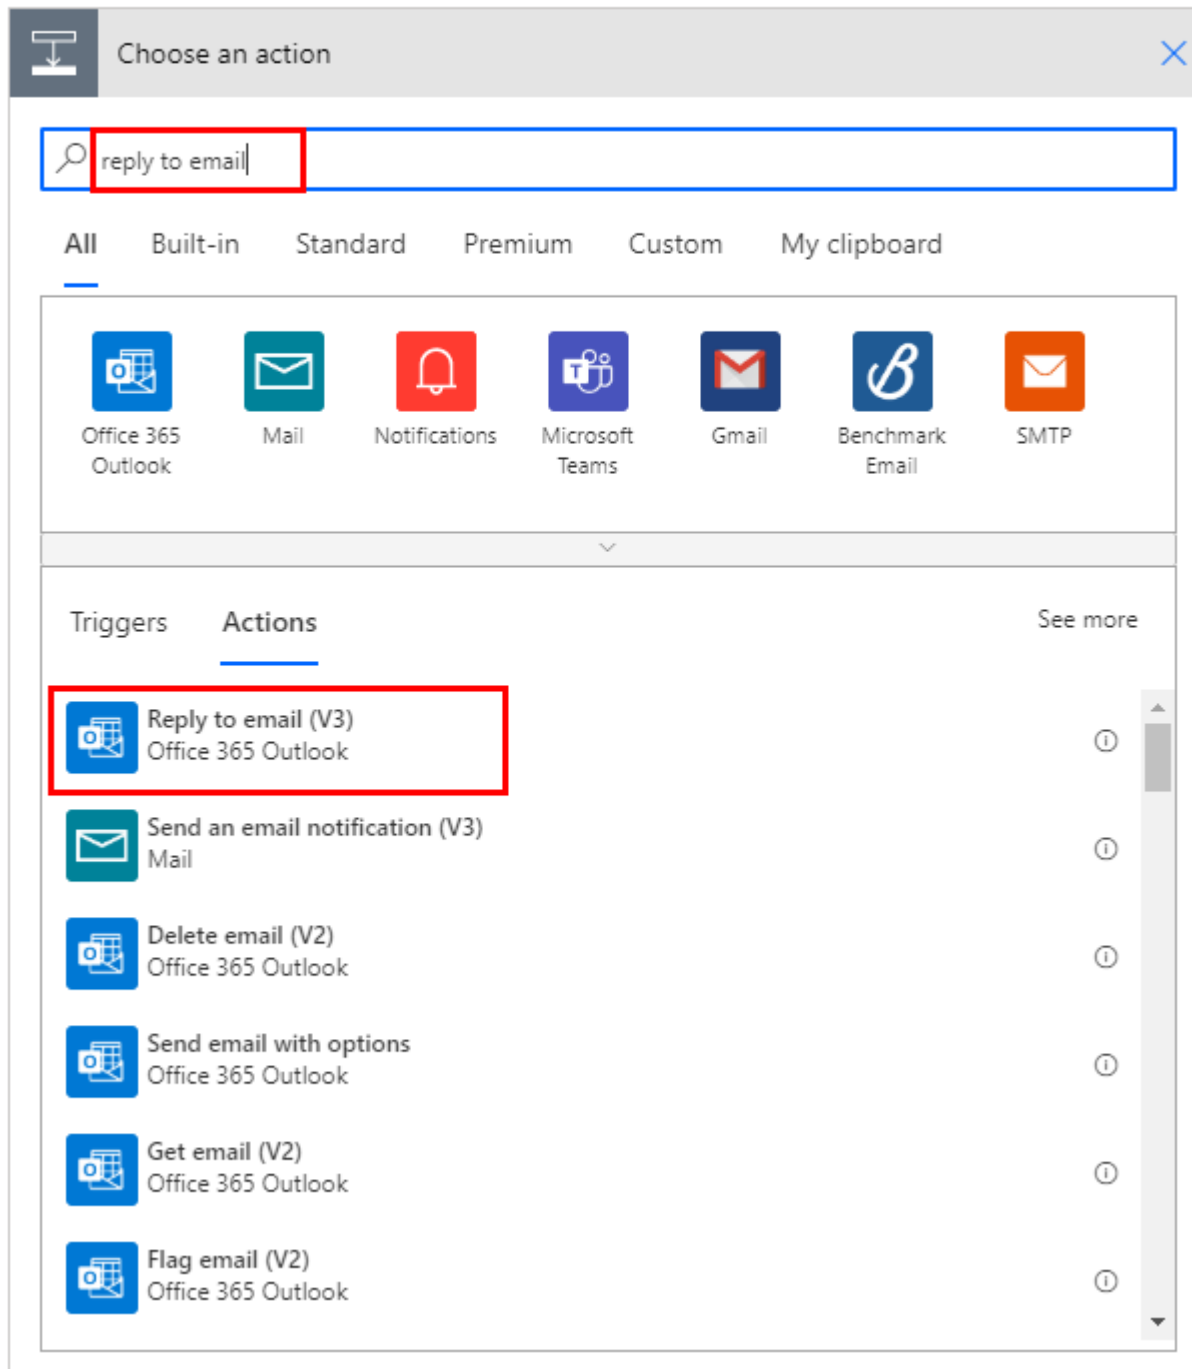 Choose an action
reply to email
All Built-in Standard Premium Custom My clipboard
Office 365 Outlook
Mail
Notifications
Microsoft Teams
Gmail
Benchmark Email
SMTP
Triggers Actions See more
Reply to email (V3)
Office 365 Outlook
Send an email notification (V3)
Mail
Delete email (V2)
Office 365 Outlook
Send email with options
Office 365 Outlook
Get email (V2)
Office 365 Outlook
Flag email (V2)
Office 365 Outlook